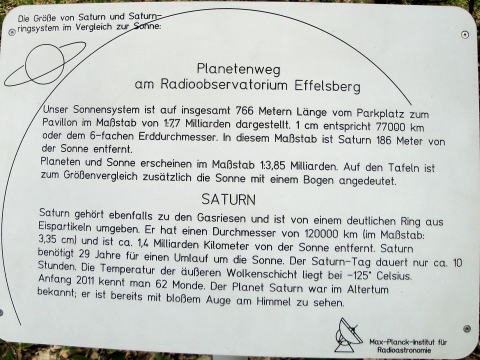 Die Größe von Saturn und Saturn-
ringsystem im Vergleich zur Sonne:
Planetenweg
am Radioobservatorium Effelsberg
Unser Sonnensystem ist auf insgesamt 766 Metern Länge vom Parkplatz zum
Pavillon im Maßstab von 1:7,7 Milliarden dargestellt. 1 cm entspricht 77000 km
oder dem 6-fachen Erddurchmesser. In diesem Maßstab ist Saturn 186 Meter von
der Sonne entfernt.
Planeten und Sonne erscheinen im Maßstab 1:3,85 Milliarden. Auf den Tafeln ist
zum Größenvergleich zusätzlich die Sonne mit einem Bogen angedeutet.
SATURN
Saturn gehört ebenfalls zu den Gasriesen und ist von einem deutlichen Ring aus
Eispartikeln umgeben. Er hat einen Durchmesser von 120000 km (im Maßstab:
3,35 cm) und ist ca. 1,4 Milliarden Kilometer von der Sonne entfernt. Saturn
benötigt 29 Jahre für einen Umlauf um die Sonne. Der Saturn-Tag dauert nur ca. 10
Stunden. Die Temperatur der äußeren Wolkenschicht liegt bei -125° Celsius.
Anfang 2011 kennt man 62 Monde. Der Planet Saturn war im Altertum
bekannt; er ist bereits mit bloßem Auge am Himmel zu sehen.
Max-Planck-Institut für
Radioastronomie